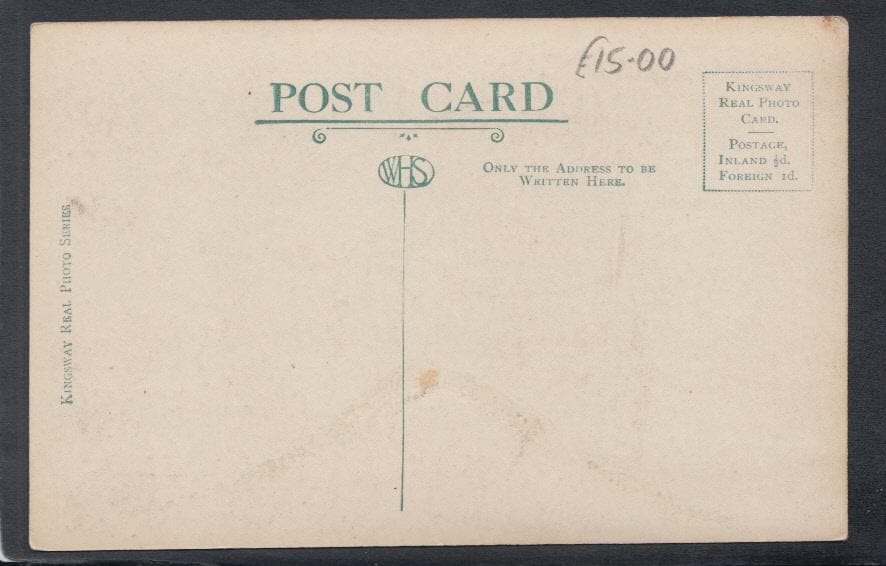 £15-00
POST CARD
WHS
ONLY THE ADDRESS TO BE
WRITTEN HERE.
KINGSWAY
REAL PHOTO
CARD.
POSTAGE,
INLAND ½d.
FOREIGN 1d.
KINGSWAY REAL PHOTO SERIES